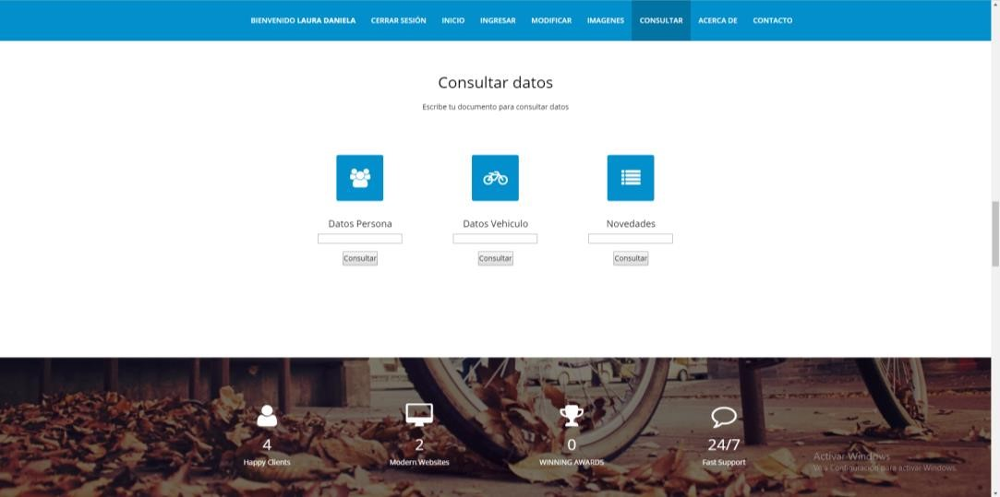 BIENVENIDO LAURA DANIELA CERRAR SESIÓN INICIO INGRESAR MODIFICAR IMAGENES CONSULTAR ACERCA DE CONTACTO
Consultar datos
Escribe tu documento para consultar datos
Datos Persona Datos Vehiculo Novedades
Consultar Consultar Consultar
4 2 0 24/7
Happy Clients Modern Websites WINNING AWARDS Fast Support
Activar Windows
Ve a Configuración para activar Windows.